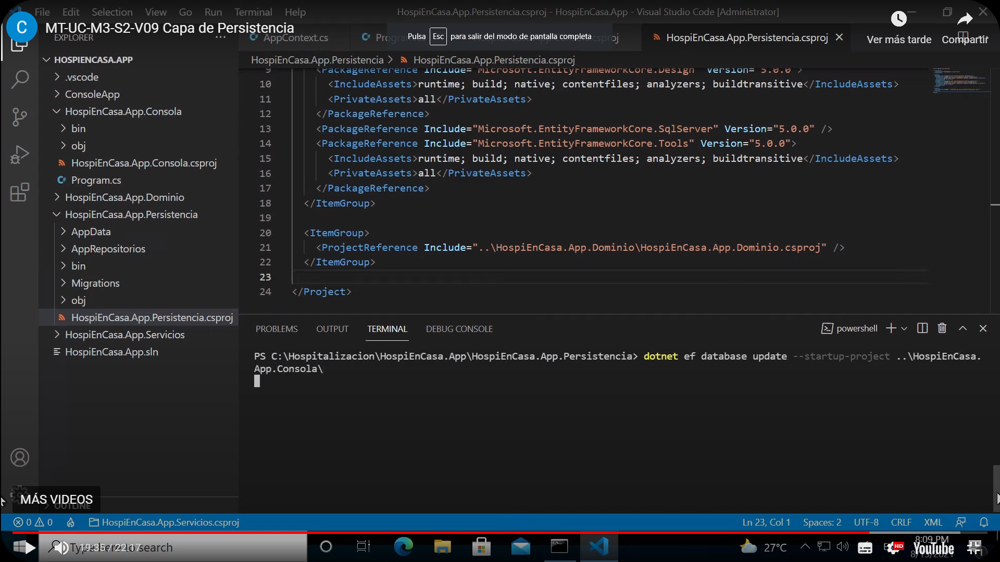 File Edit Selection View Go Run Terminal Help
HospiEnCasa.App.Persistencia.csproj - HospiEnCasa.App - Visual Studio Code [Administrator]
C
MT-UC-M3-S2-V09 Capa de Persistencia
Pulsa Esc para salir del modo de pantalla completa
Ver más tarde
Compartir
EXPLORER
AppContext.cs
HospiEnCasa.App.Persistencia.csproj
HospiEnCasa.App.Persistencia > HospiEnCasa.App.Persistencia.csproj
HOSPIENCASA.APP
.vscode
ConsoleApp
HospiEnCasa.App.Consola
bin
obj
HospiEnCasa.App.Consola.csproj
Program.cs
HospiEnCasa.App.Dominio
HospiEnCasa.App.Persistencia
AppData
AppRepositorios
bin
Migrations
obj
HospiEnCasa.App.Persistencia.csproj
HospiEnCasa.App.Servicios
HospiEnCasa.App.sln
OUTLINE
MÁS VIDEOS
9 <PackageReference Include="Microsoft.EntityFrameworkCore.Design" Version="5.0.0">
10 <IncludeAssets>runtime; build; native; contentfiles; analyzers; buildtransitive</IncludeAssets>
11 <PrivateAssets>all</PrivateAssets>
12 </PackageReference>
13 <PackageReference Include="Microsoft.EntityFrameworkCore.SqlServer" Version="5.0.0" />
14 <PackageReference Include="Microsoft.EntityFrameworkCore.Tools" Version="5.0.0">
15 <IncludeAssets>runtime; build; native; contentfiles; analyzers; buildtransitive</IncludeAssets>
16 <PrivateAssets>all</PrivateAssets>
17 </PackageReference>
18 </ItemGroup>
19
20 <ItemGroup>
21 <ProjectReference Include="..\HospiEnCasa.App.Dominio\HospiEnCasa.App.Dominio.csproj" />
22 </ItemGroup>
23
24 </Project>
PROBLEMS OUTPUT TERMINAL DEBUG CONSOLE
powershell
PS C:\Hospitalizacion\HospiEnCasa.App\HospiEnCasa.App.Persistencia> dotnet ef database update --startup-project ..\HospiEnCasa.
App.Consola\
0 0 HospiEnCasa.App.Servicios.csproj
Ln 23, Col 1 Spaces: 2 UTF-8 CRLF XML
Type here to search
19:35 / 22:17
27°C
8:09 PM
HD
YouTube